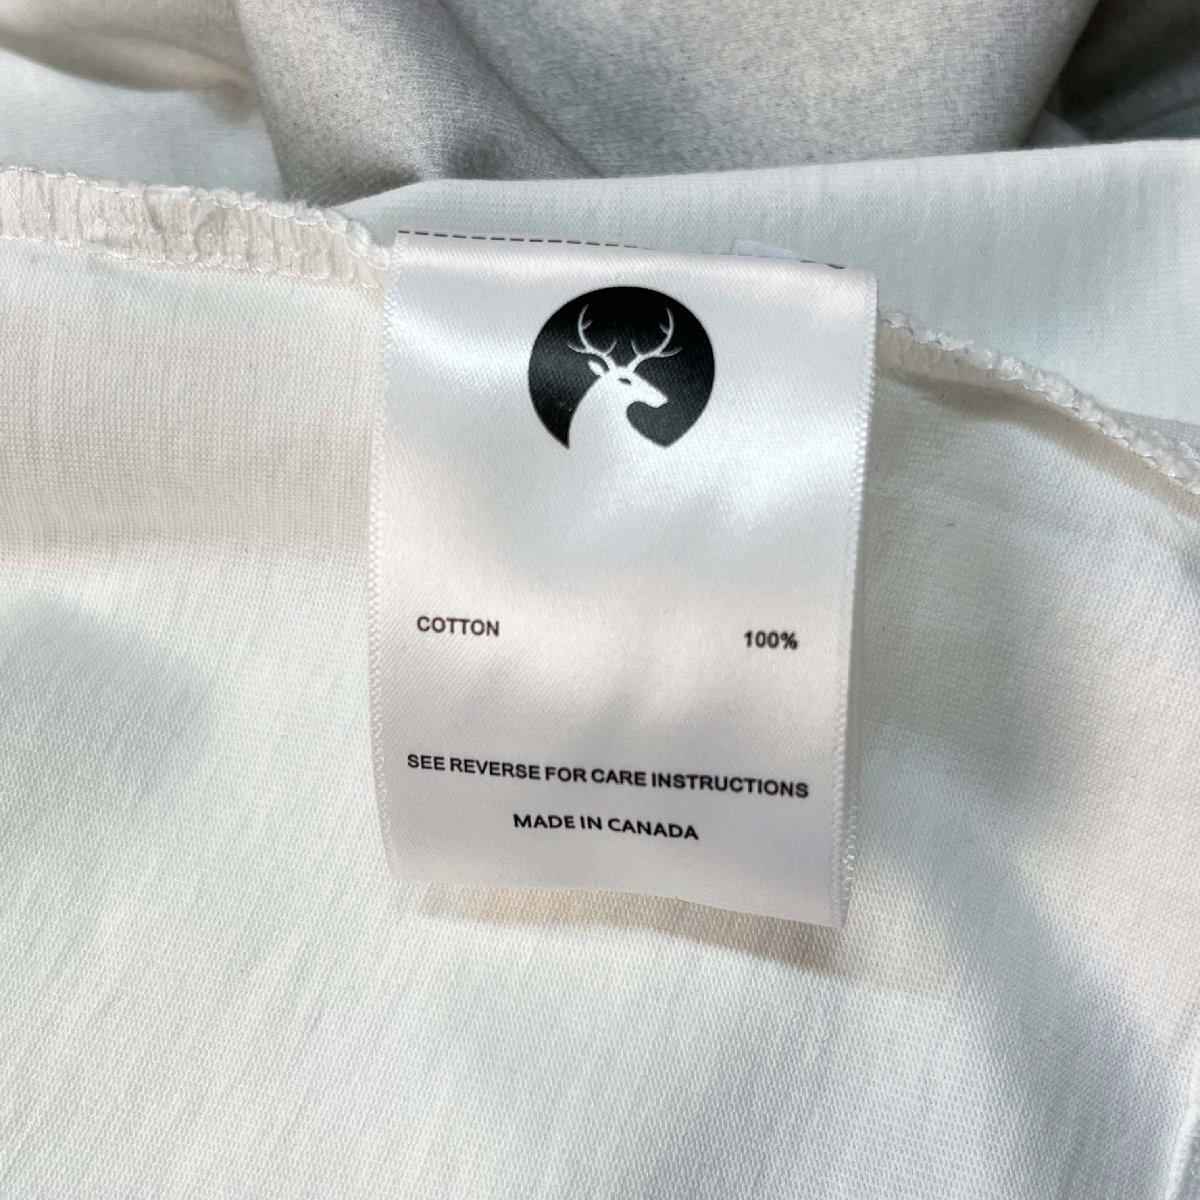 COTTON 100%
SEE REVERSE FOR CARE INSTRUCTIONS
MADE IN CANADA